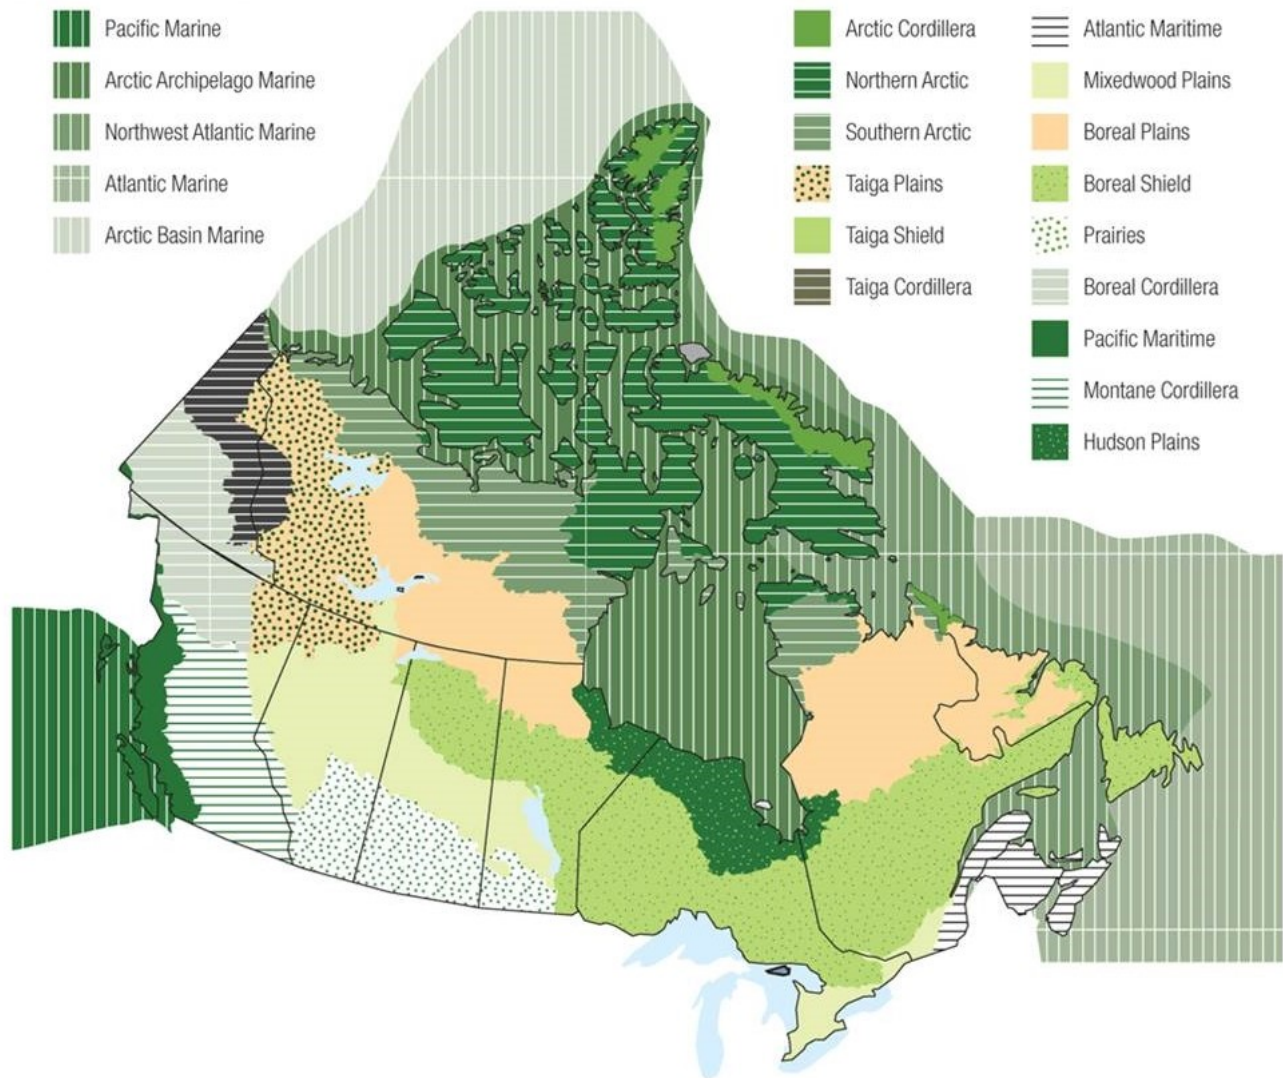 Pacific Marine
Arctic Archipelago Marine
Northwest Atlantic Marine
Atlantic Marine
Arctic Basin Marine
Arctic Cordillera
Northern Arctic
Southern Arctic
Taiga Plains
Taiga Shield
Taiga Cordillera
Atlantic Maritime
Mixedwood Plains
Boreal Plains
Boreal Shield
Prairies
Boreal Cordillera
Pacific Maritime
Montane Cordillera
Hudson Plains